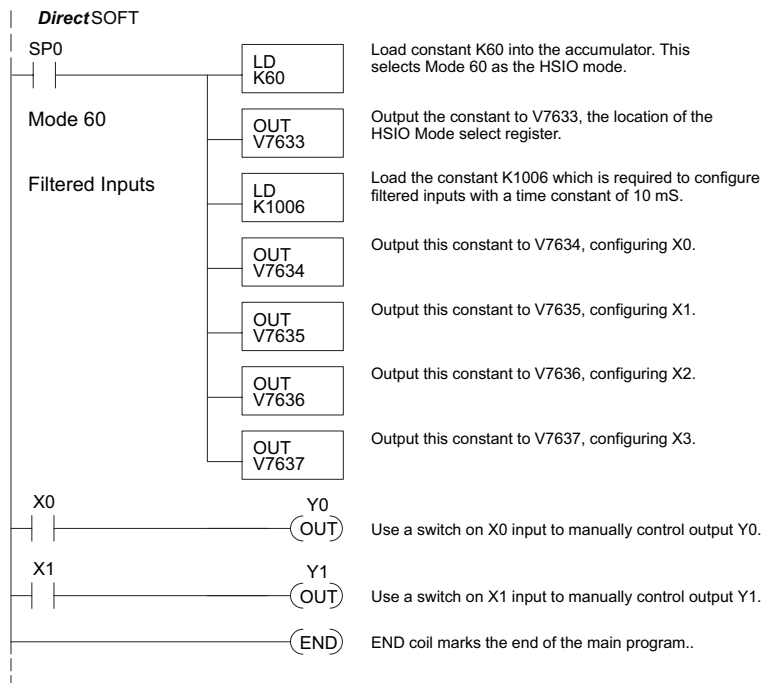 DirectSOFT
SP0
LD
K60
Load constant K60 into the accumulator. This
selects Mode 60 as the HSIO mode.
Mode 60
OUT
V7633
Output the constant to V7633, the location of the
HSIO Mode select register.
Filtered Inputs
LD
K1006
Load the constant K1006 which is required to configure
filtered inputs with a time constant of 10 mS.
OUT
V7634
Output this constant to V7634, configuring X0.
OUT
V7635
Output this constant to V7635, configuring X1.
OUT
V7636
Output this constant to V7636, configuring X2.
OUT
V7637
Output this constant to V7637, configuring X3.
X0
Y0
OUT
Use a switch on X0 input to manually control output Y0.
X1
Y1
OUT
Use a switch on X1 input to manually control output Y1.
END
END coil marks the end of the main program..